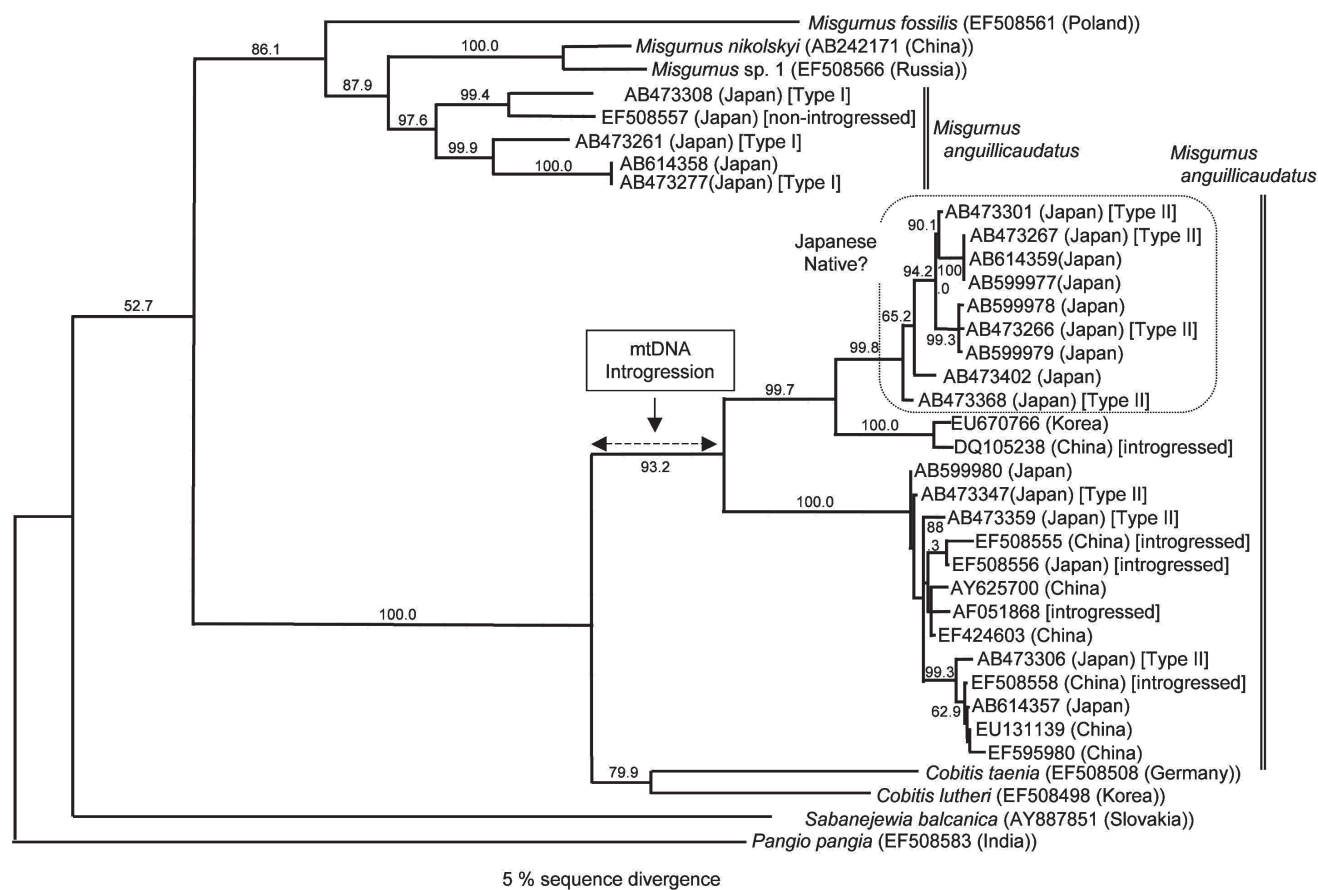 Misgurnus fossilis (EF508561 (Poland))
86.1
100.0
Misgurnus nikolskyi (AB242171 (China))
Misgurnus sp. 1 (EF508566 (Russia))
87.9
99.4
AB473308 (Japan) [Type I]
97.6
EF508557 (Japan) [non-introgressed]
Misgurnus
anguillicaudatus
99.9
AB473261 (Japan) [Type I]
100.0
AB614358 (Japan)
AB473277(Japan) [Type I]
Misgurnus
anguillicaudatus
Japanese
Native?
90.1
AB473301 (Japan) [Type II]
AB473267 (Japan) [Type II]
94.2
100
.0
AB614359(Japan)
AB599977(Japan)
AB599978 (Japan)
65.2
AB473266 (Japan) [Type II]
99.3
AB599979 (Japan)
52.7
mtDNA
Introgression
99.8
AB473402 (Japan)
99.7
AB473368 (Japan) [Type II]
100.0
EU670766 (Korea)
DQ105238 (China) [introgressed]
93.2
AB599980 (Japan)
100.0
AB473347(Japan) [Type II]
AB473359 (Japan) [Type II]
88
.3
EF508555 (China) [introgressed]
EF508556 (Japan) [introgressed]
AY625700 (China)
100.0
AF051868 [introgressed]
EF424603 (China)
99.3
AB473306 (Japan) [Type II]
EF508558 (China) [introgressed]
62.9
AB614357 (Japan)
EU131139 (China)
EF595980 (China)
79.9
Cobitis taenia (EF508508 (Germany))
Cobitis lutheri (EF508498 (Korea))
Sabanejewia balcanica (AY887851 (Slovakia))
Pangio pangia (EF508583 (India))
5 % sequence divergence